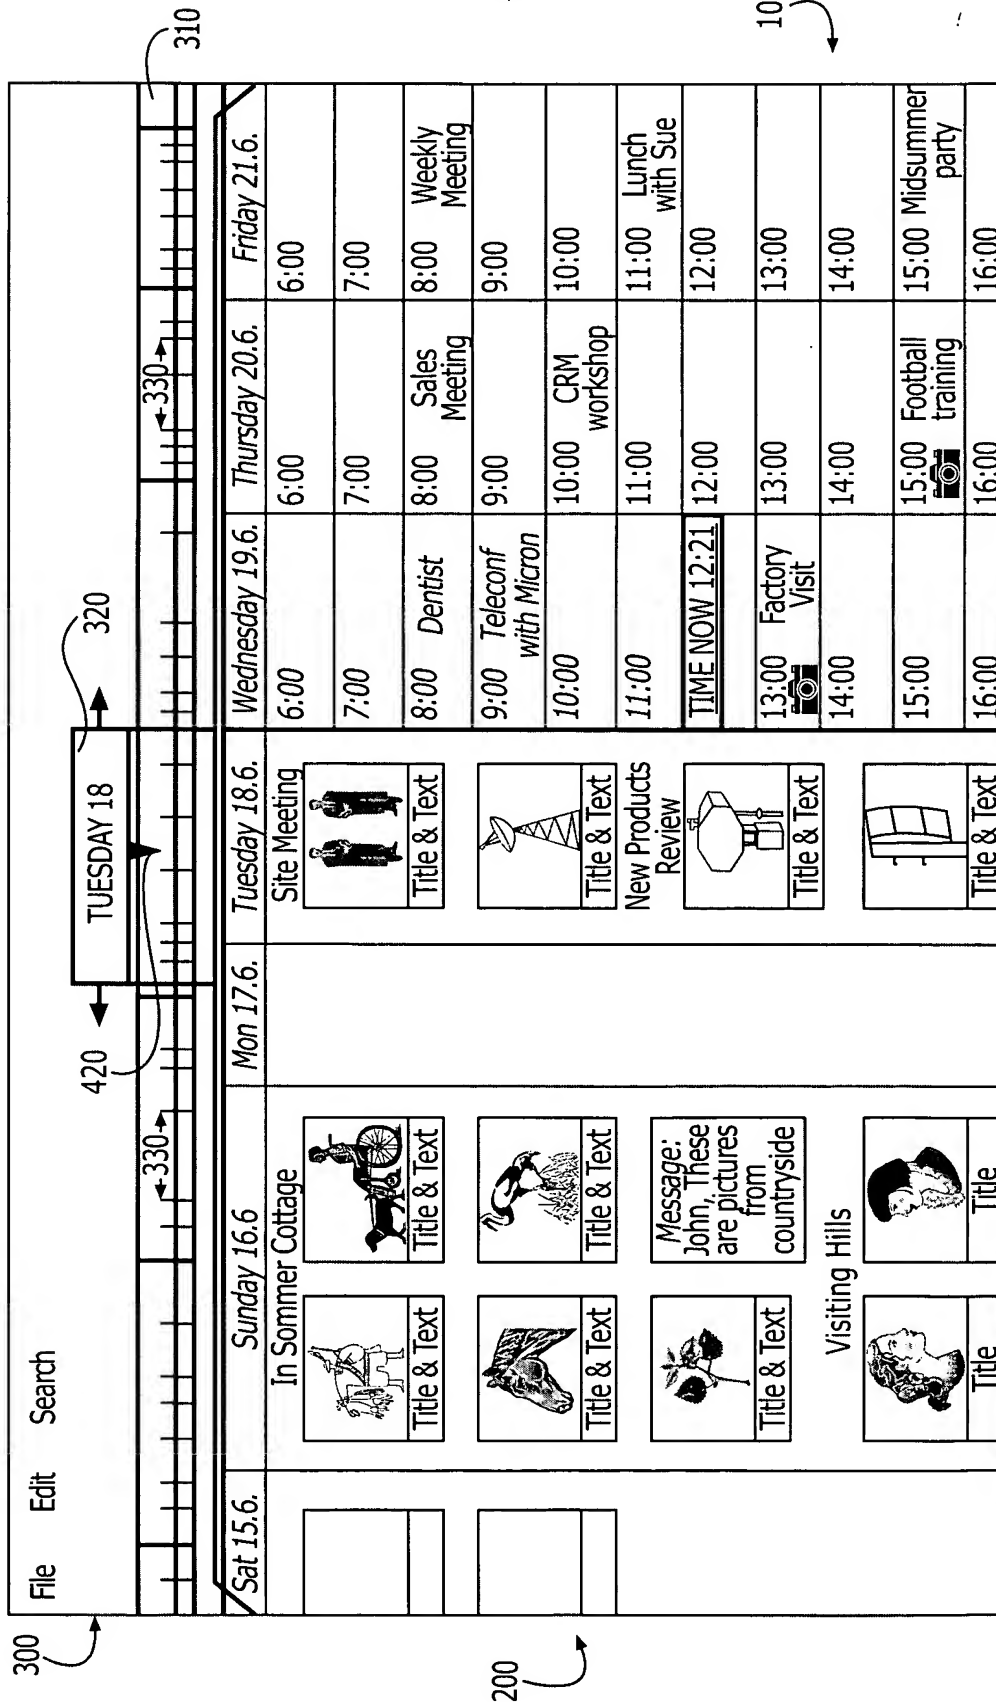 File Edit Search
TUESDAY 18
300
420
320
310
330
330
200
10
Sat 15.6.
Sunday 16.6
In Sommer Cottage
Title & Text
Title & Text
Title & Text
Title & Text
Title & Text
Message:
John, These
are pictures
from
countryside
Visiting Hills
Title
Title
Mon 17.6.
Tuesday 18.6.
Site Meeting
Title & Text
Title & Text
New Products
Review
Title & Text
Title & Text
Wednesday 19.6.
6:00
7:00
8:00 Dentist
9:00 Teleconf
with Micron
10:00
11:00
TIME NOW 12:21
13:00 Factory
Visit
14:00
15:00
16:00
Thursday 20.6.
6:00
7:00
8:00 Sales
Meeting
9:00
10:00 CRM
workshop
11:00
12:00
13:00
14:00
15:00 Football
training
16:00
Friday 21.6.
6:00
7:00
8:00 Weekly
Meeting
9:00
10:00
11:00 Lunch
with Sue
12:00
13:00
14:00
15:00 Midsummer
party
16:00